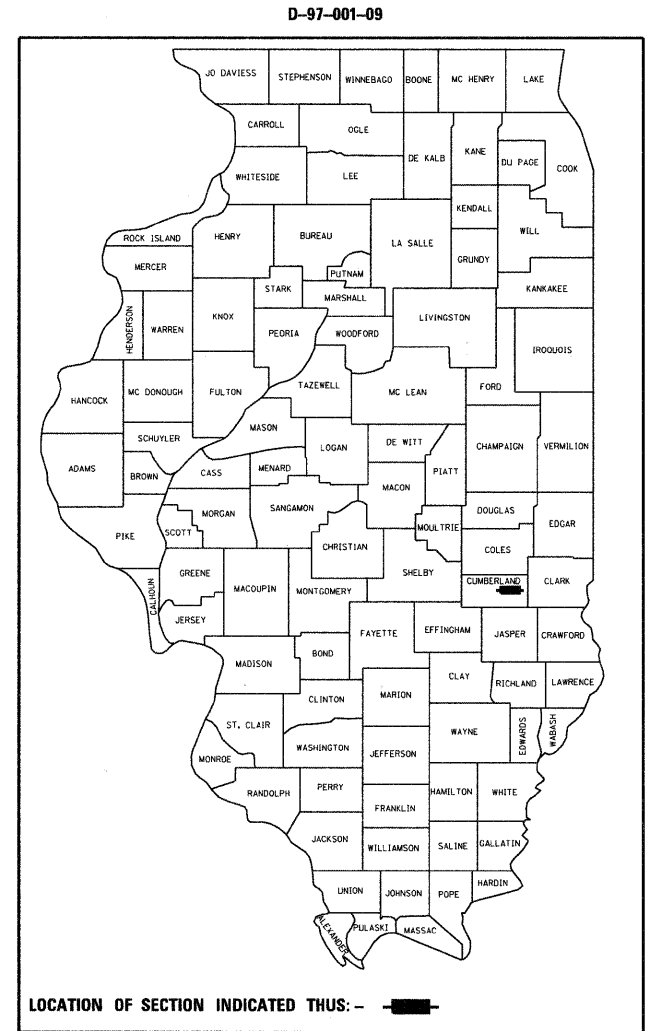 D--97--001--09
JO DAVIESS
STEPHENSON
WINNEBAGO
BOONE
MC HENRY
LAKE
CARROLL
OGLE
DE KALB
KANE
DU PAGE
COOK
WHITESIDE
LEE
KENDALL
WILL
ROCK ISLAND
HENRY
BUREAU
LA SALLE
GRUNDY
MERCER
PUTNAM
KANKAKEE
STARK
MARSHALL
HENDERSON
WARREN
KNOX
PEORIA
WOODFORD
LIVINGSTON
IROQUOIS
HANCOCK
MC DONOUGH
FULTON
TAZEWELL
MC LEAN
FORD
MASON
SCHUYLER
LOGAN
DE WITT
CHAMPAIGN
VERMILION
ADAMS
BROWN
CASS
MENARD
PIATT
MACON
MORGAN
SANGAMON
DOUGLAS
PIKE
SCOTT
CHRISTIAN
MOULTRIE
EDGAR
COLES
GREENE
MACOUPIN
MONTGOMERY
SHELBY
CUMBERLAND
CLARK
CALHOUN
JERSEY
FAYETTE
EFFINGHAM
JASPER
CRAWFORD
MADISON
BOND
CLAY
RICHLAND
LAWRENCE
CLINTON
MARION
ST. CLAIR
WAYNE
EDWARDS
WABASH
WASHINGTON
JEFFERSON
MONROE
RANDOLPH
PERRY
HAMILTON
WHITE
FRANKLIN
JACKSON
WILLIAMSON
SALINE
GALLATIN
UNION
JOHNSON
POPE
HARDIN
ALEXANDER
PULASKI
MASSAC
LOCATION OF SECTION INDICATED THUS: -